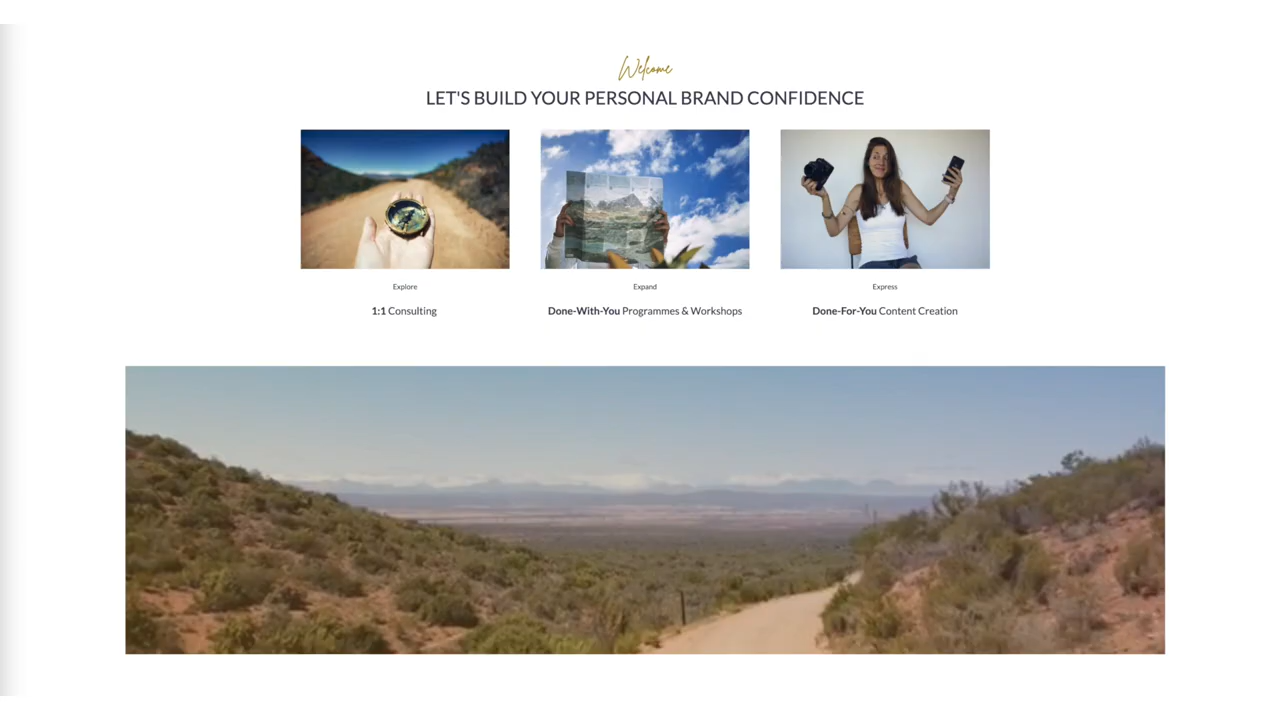 Welcome
LET'S BUILD YOUR PERSONAL BRAND CONFIDENCE
Explore
1:1 Consulting
Expand
Done-With-You Programmes & Workshops
Express
Done-For-You Content Creation